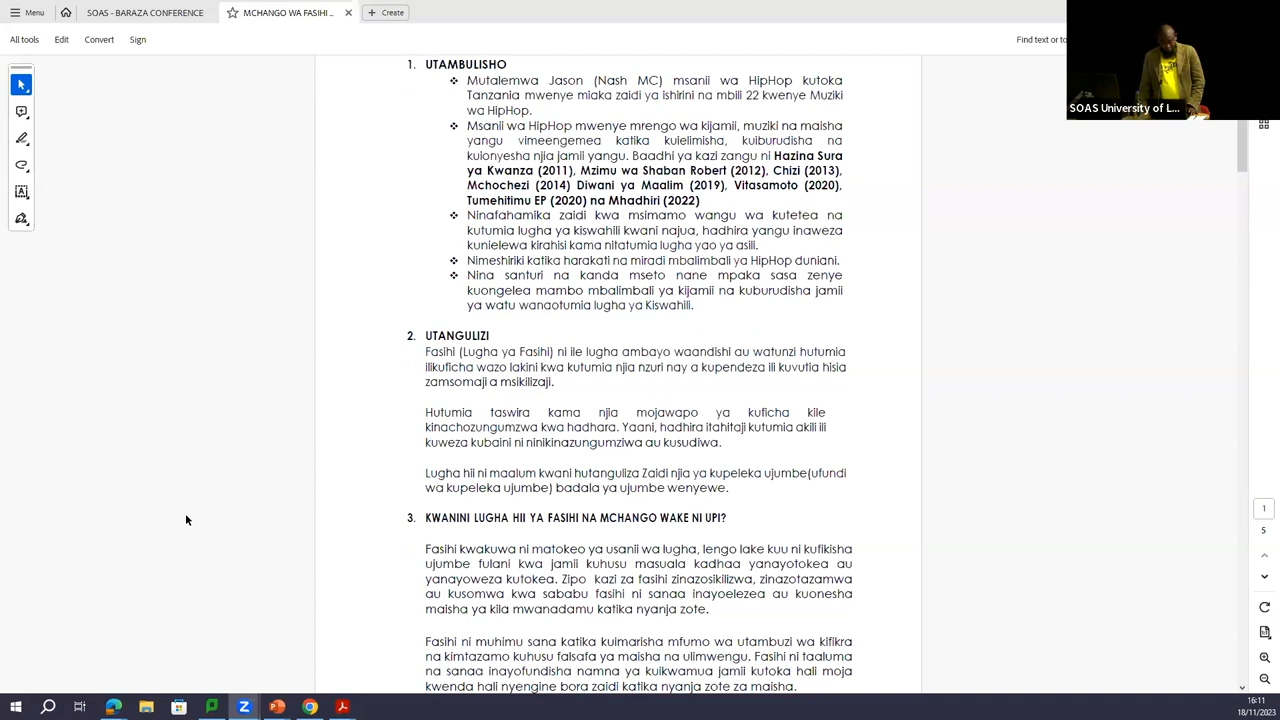 Menu
SOAS - BARAZA CONFERENCE
MCHANGO WA FASIHI ...
Create
All tools
Edit
Convert
Sign
Find text or to
SOAS University of L...
1. UTAMBULISHO
❖ Mutalemwa Jason (Nash MC) msanii wa HipHop kutoka
Tanzania mwenye miaka zaidi ya ishirini na mbili 22 kwenye Muziki
wa HipHop.
❖ Msanii wa HipHop mwenye mrengo wa kijamii, muziki na maisha
yangu vimeengemea katika kuielimisha, kuiburudisha na
kuionyesha njia jamii yangu. Baadhi ya kazi zangu ni Hazina Sura
ya Kwanza (2011), Mzimu wa Shaban Robert (2012), Chizi (2013),
Mchochezi (2014) Diwani ya Maalim (2019), Vitasamoto (2020),
Tumehitimu EP (2020) na Mhadhiri (2022)
❖ Ninafahamika zaidi kwa msimamo wangu wa kutetea na
kutumia lugha ya kiswahili kwani najua, hadhira yangu inaweza
kunielewa kirahisi kama nitatumia lugha yao ya asili.
❖ Nimeshiriki katika harakati na miradi mbalimbali ya HipHop duniani.
❖ Nina santuri na kanda mseto nane mpaka sasa zenye
kuongelea mambo mbalimbali ya kijamii na kuburudisha jamii
ya watu wanaotumia lugha ya Kiswahili.
2. UTANGULIZI
Fasihi (Lugha ya Fasihi) ni ile lugha ambayo waandishi au watunzi hutumia
ilikuficha wazo lakini kwa kutumia njia nzuri nay a kupendeza ili kuvutia hisia
zamsomaji a msikilizaji.
Hutumia taswira kama njia mojawapo ya kuficha kile
kinachozungumzwa kwa hadhara. Yaani, hadhira itahitaji kutumia akili ili
kuweza kubaini ni ninikinazungumziwa au kusudiwa.
Lugha hii ni maalum kwani hutanguliza Zaidi njia ya kupeleka ujumbe(ufundi
wa kupeleka ujumbe) badala ya ujumbe wenyewe.
3. KWANINI LUGHA HII YA FASIHI NA MCHANGO WAKE NI UPI?
Fasihi kwakuwa ni matokeo ya usanii wa lugha, lengo lake kuu ni kufikisha
ujumbe fulani kwa jamii kuhusu masuala kadhaa yanayotokea au
yanayoweza kutokea. Zipo kazi za fasihi zinazosikilizwa, zinazotazamwa
au kusomwa kwa sababu fasihi ni sanaa inayoelezea au kuonesha
maisha ya kila mwanadamu katika nyanja zote.
Fasihi ni muhimu sana katika kuimarisha mfumo wa utambuzi wa kifikra
na kimtazamo kuhusu falsafa ya maisha na ulimwengu. Fasihi ni taaluma
na sanaa inayofundisha namna ya kuikwamua jamii kutoka hali moja
kwenda hali nyengine bora zaidi katika nyanja zote za maisha.
1
5
16:11
18/11/2023